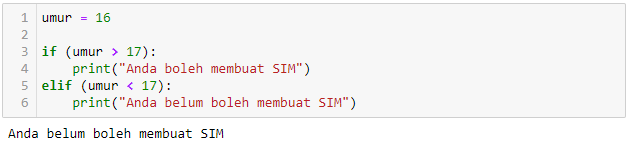 1 umur = 16
2
3 if (umur > 17):
4     print("Anda boleh membuat SIM")
5 elif (umur < 17):
6     print("Anda belum boleh membuat SIM")
Anda belum boleh membuat SIM